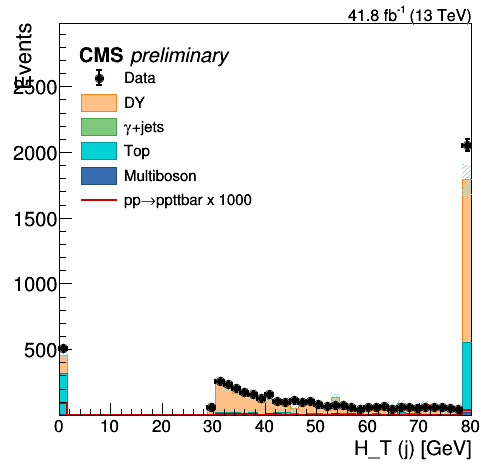 41.8 fb⁻¹ (13 TeV)
Events
CMS preliminary
Data
DY
γ+jets
Top
Multiboson
pp→ppttbar x 1000
2500
2000
1500
1000
500
0 10 20 30 40 50 60 70 80
H_T (j) [GeV]